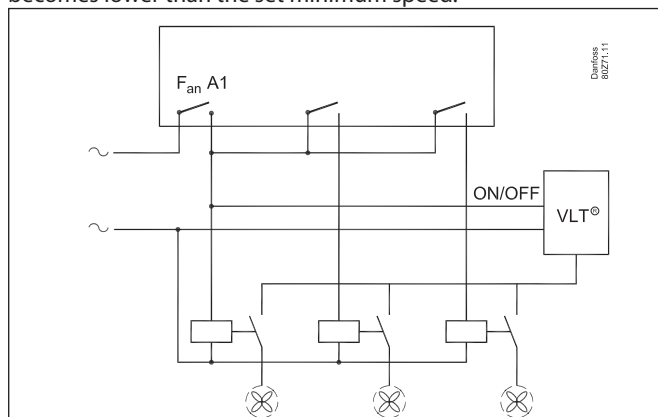 becomes lower than the set minimum speed.
Danfoss
80Z71.11
Fan A1
ON/OFF
VLT®